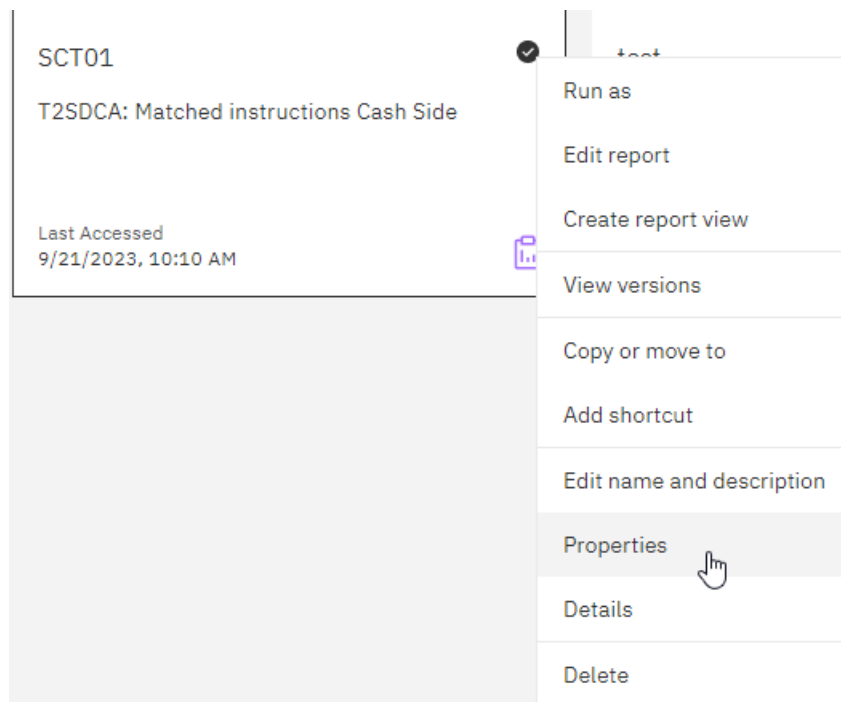 SCT01
T2SDCA: Matched instructions Cash Side
Last Accessed
9/21/2023, 10:10 AM
Run as
Edit report
Create report view
View versions
Copy or move to
Add shortcut
Edit name and description
Properties
Details
Delete